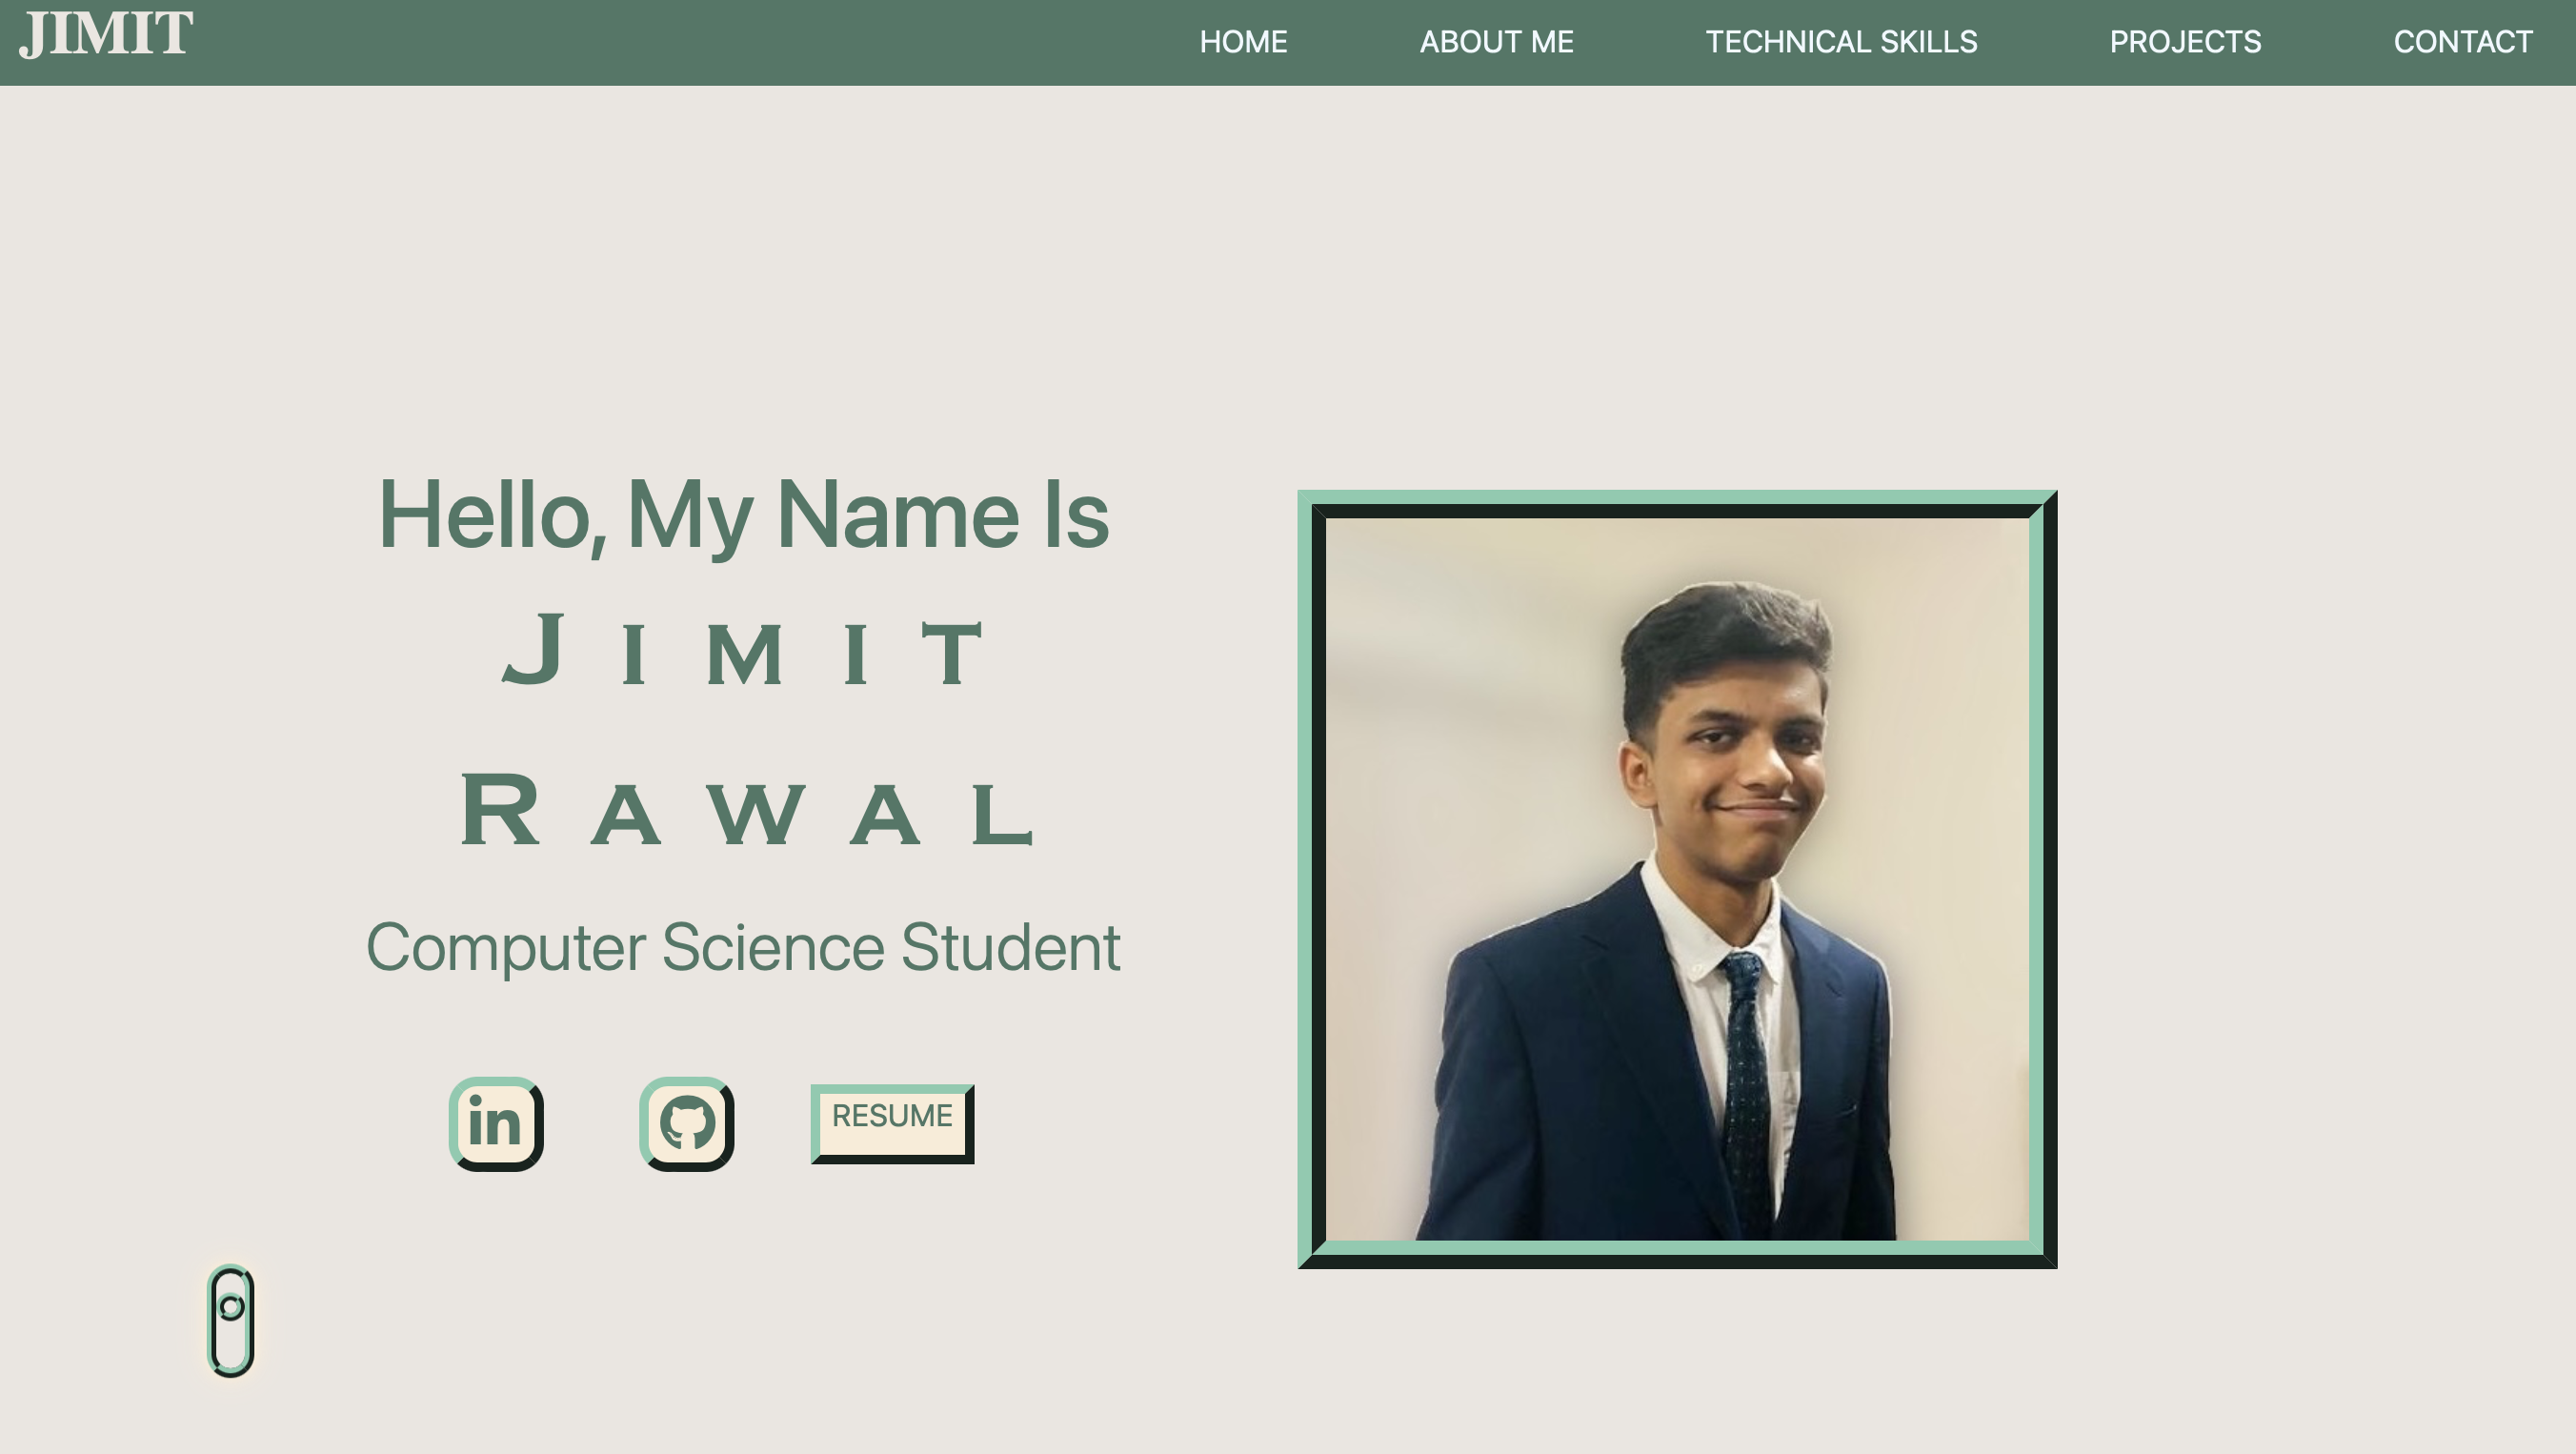 JIMIT
HOME ABOUT ME TECHNICAL SKILLS PROJECTS CONTACT
Hello, My Name Is
JIMIT
RAWAL
Computer Science Student
in
RESUME